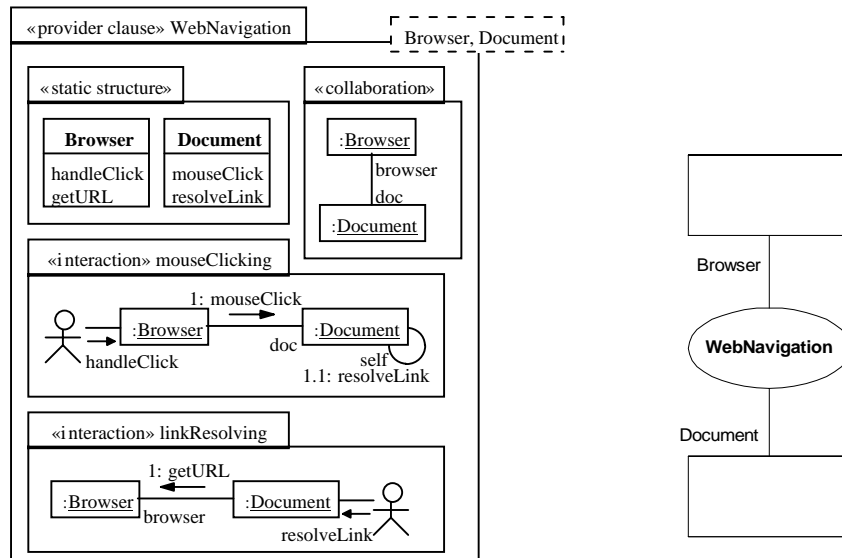 «provider clause» WebNavigation
Browser, Document
«static structure»
Browser
handleClick
getURL
Document
mouseClick
resolveLink
«collaboration»
:Browser
browser
doc
:Document
«interaction» mouseClicking
1: mouseClick
:Browser
:Document
handleClick
doc
self
1.1: resolveLink
«interaction» linkResolving
1: getURL
:Browser
:Document
browser
resolveLink
Browser
WebNavigation
Document